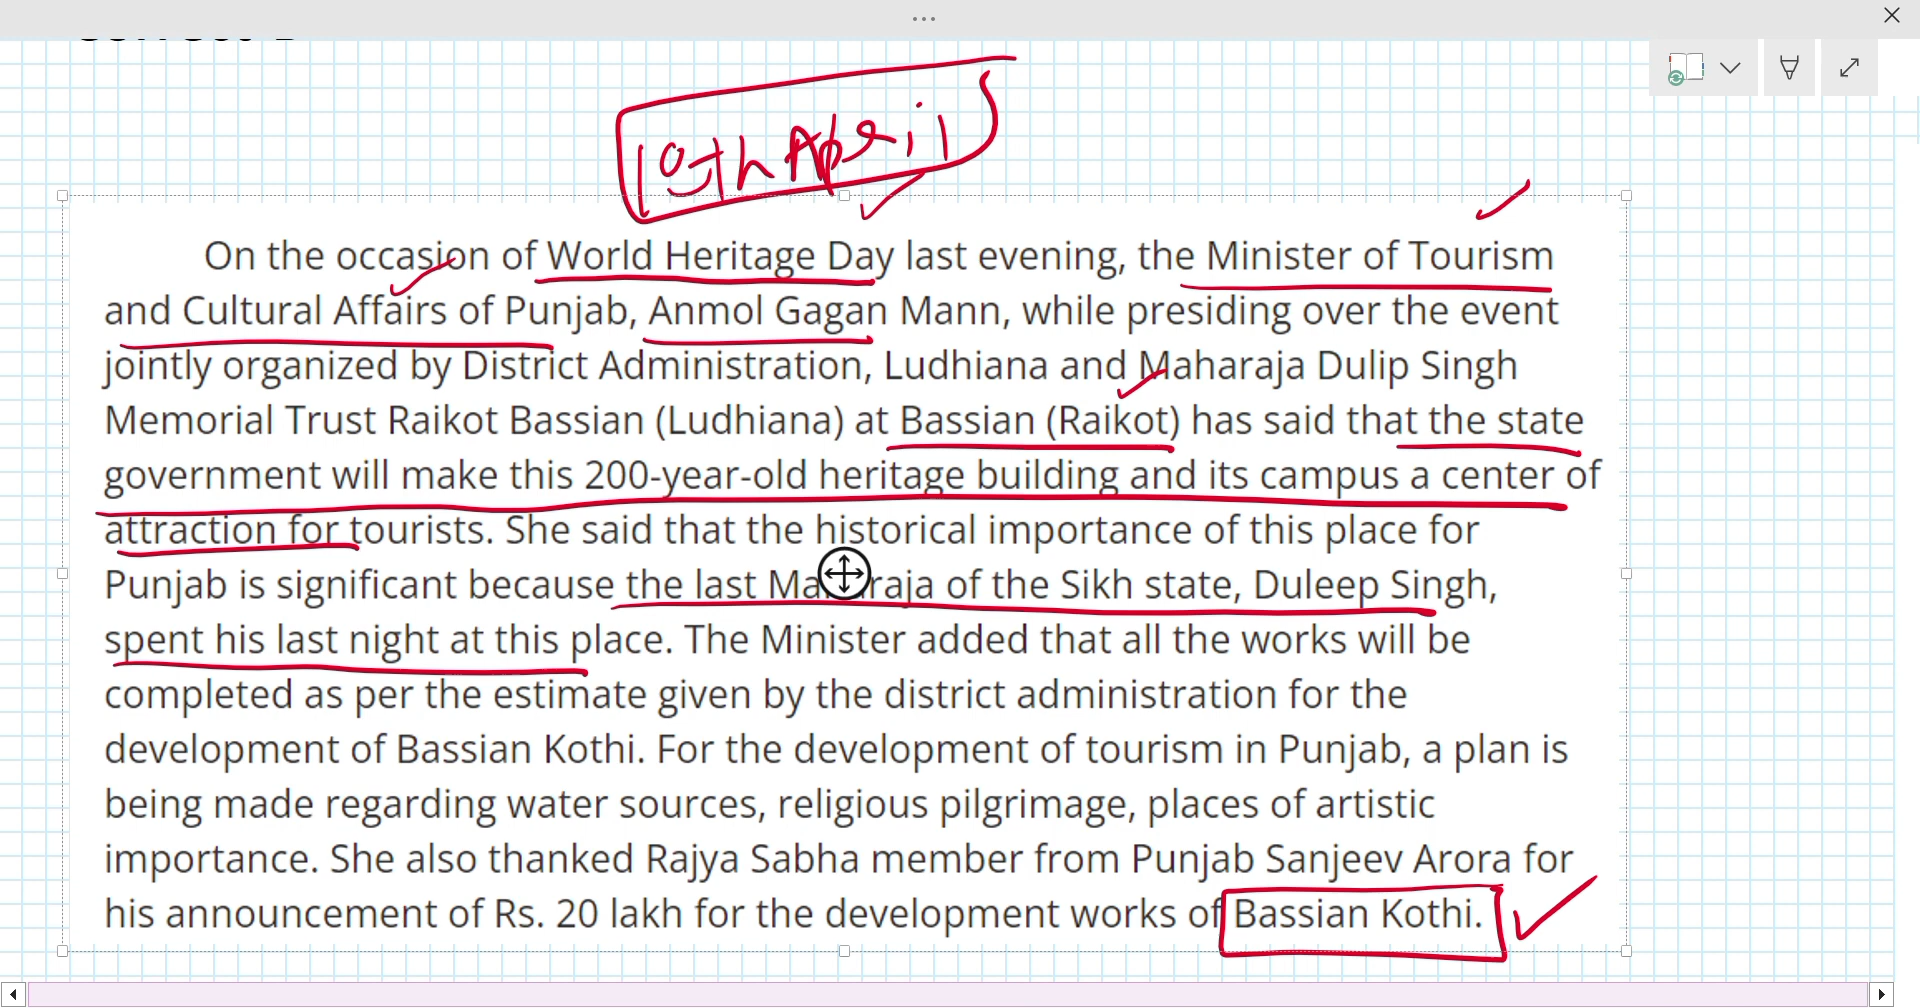 10th April
On the occasion of World Heritage Day last evening, the Minister of Tourism
and Cultural Affairs of Punjab, Anmol Gagan Mann, while presiding over the event
jointly organized by District Administration, Ludhiana and Maharaja Dulip Singh
Memorial Trust Raikot Bassian (Ludhiana) at Bassian (Raikot) has said that the state
government will make this 200-year-old heritage building and its campus a center of
attraction for tourists. She said that the historical importance of this place for
Punjab is significant because the last Maharaja of the Sikh state, Duleep Singh,
spent his last night at this place. The Minister added that all the works will be
completed as per the estimate given by the district administration for the
development of Bassian Kothi. For the development of tourism in Punjab, a plan is
being made regarding water sources, religious pilgrimage, places of artistic
importance. She also thanked Rajya Sabha member from Punjab Sanjeev Arora for
his announcement of Rs. 20 lakh for the development works of Bassian Kothi.